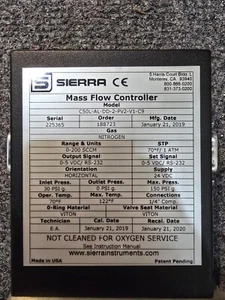 S SIERRA CE
5 Harris Court Bldg. L
Monterey, CA. 93940
800-866-0200
831-373-0200
Mass Flow Controller
Model
C50L-AL-DD-2-PV2-V1-C9
Serial Order Manufacture Date
225365 188723 January 21, 2019
Gas
NITROGEN
Range & Units STP
0-200 SCCM 70°F/ 1 ATM
Output Signal Set Signal
0-5 VDC/ RS-232 0-5 VDC/ RS-232
Orientation Input Power
HORIZONTAL 24 VDC
Inlet Press. Outlet Press. Max. Press.
30 PSI g. 0 PSI g. 150 PSI g.
Oper. Temp. Max. Temp. Fittings
70°F 122°F 1/4" Comp.
O-Ring Material Valve Seat Material
VITON VITON
Technician Cal. Date Recal. Date
E.A. January 21, 2019 January 21, 2020
NOT CLEANED FOR OXYGEN SERVICE
See Instruction Manual
www.sierrainstruments.com
Made in USA Patent Pending